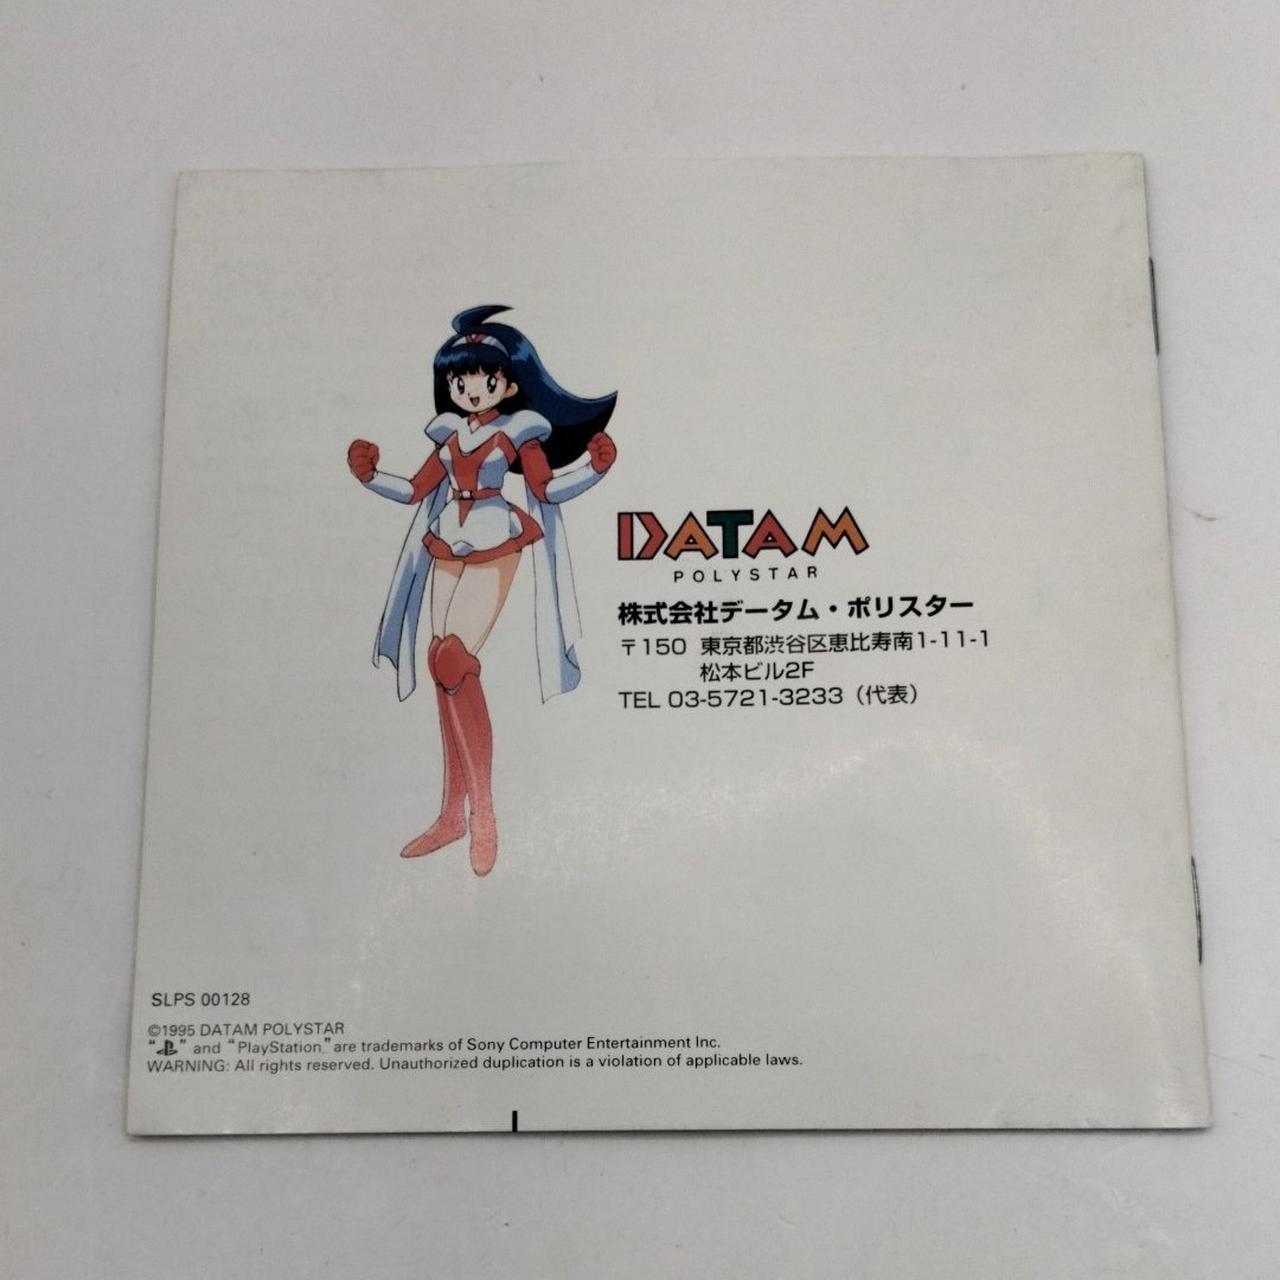 DATAM
POLYSTAR
株式会社データム・ポリスター
〒150 東京都渋谷区恵比寿南1-11-1
松本ビル2F
TEL 03-5721-3233（代表）
SLPS 00128
©1995 DATAM POLYSTAR
“PS” and “PlayStation” are trademarks of Sony Computer Entertainment Inc.
WARNING: All rights reserved. Unauthorized duplication is a violation of applicable laws.